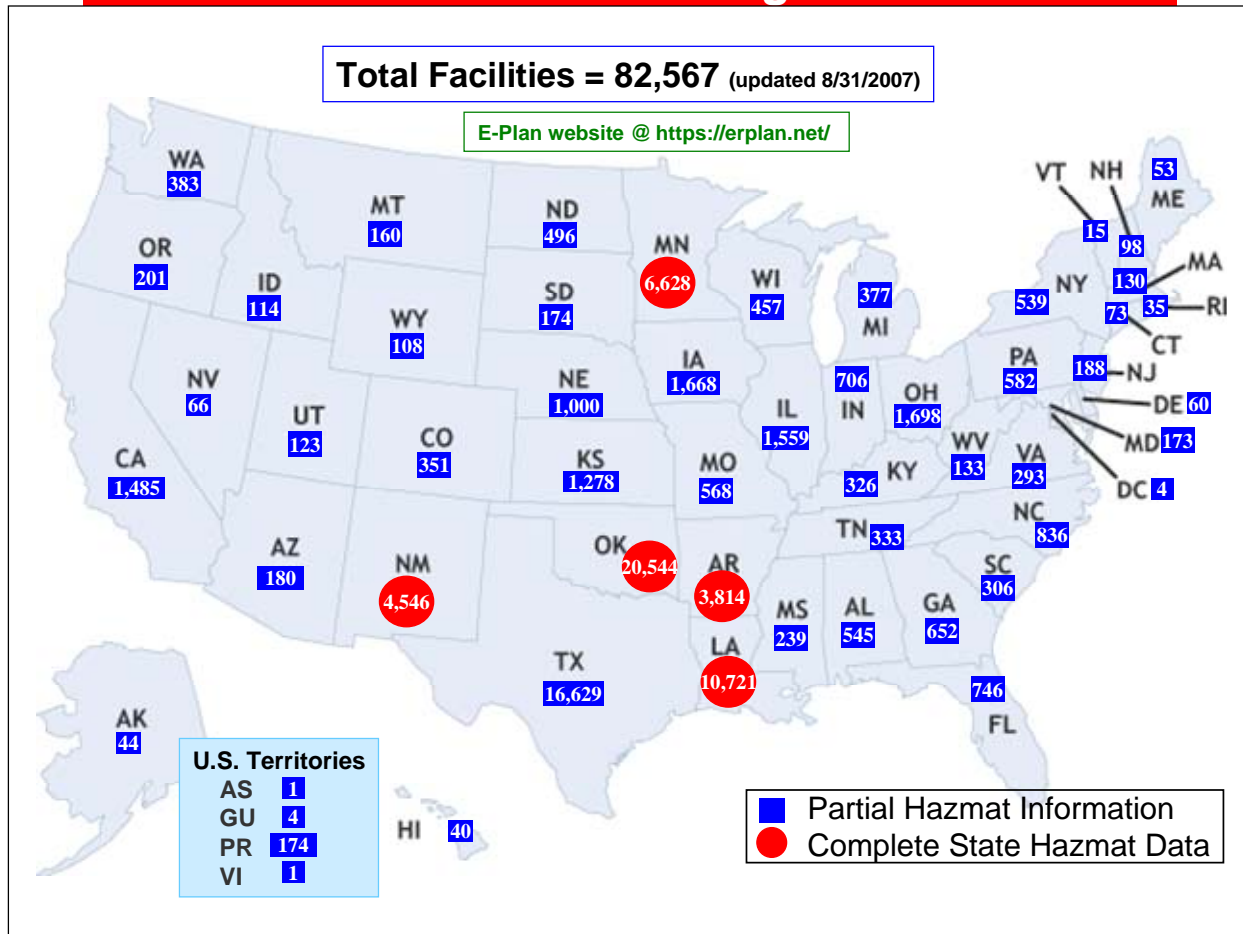 Total Facilities = 82,567 (updated 8/31/2007)
E-Plan website @ https://erplan.net/
WA
383
OR
201
ID
114
MT
160
ND
496
MN
6,628
SD
174
WY
108
WI
457
377
MI
VT
15
NH
98
53
ME
MA
130
35
RI
73
CT
NY
539
NV
66
UT
123
CA
1,485
CO
351
NE
1,000
IA
1,668
KS
1,278
MO
568
IL
1,559
706
IN
OH
1,698
PA
582
188
NJ
DE
60
MD
173
DC
4
WV
133
VA
293
326
KY
TN
333
NC
836
SC
306
AZ
180
NM
4,546
OK
20,544
AR
3,814
TX
16,629
LA
10,721
MS
239
AL
545
GA
652
746
FL
AK
44
HI
40
U.S. Territories
AS 1
GU 4
PR 174
VI 1
Partial Hazmat Information
Complete State Hazmat Data